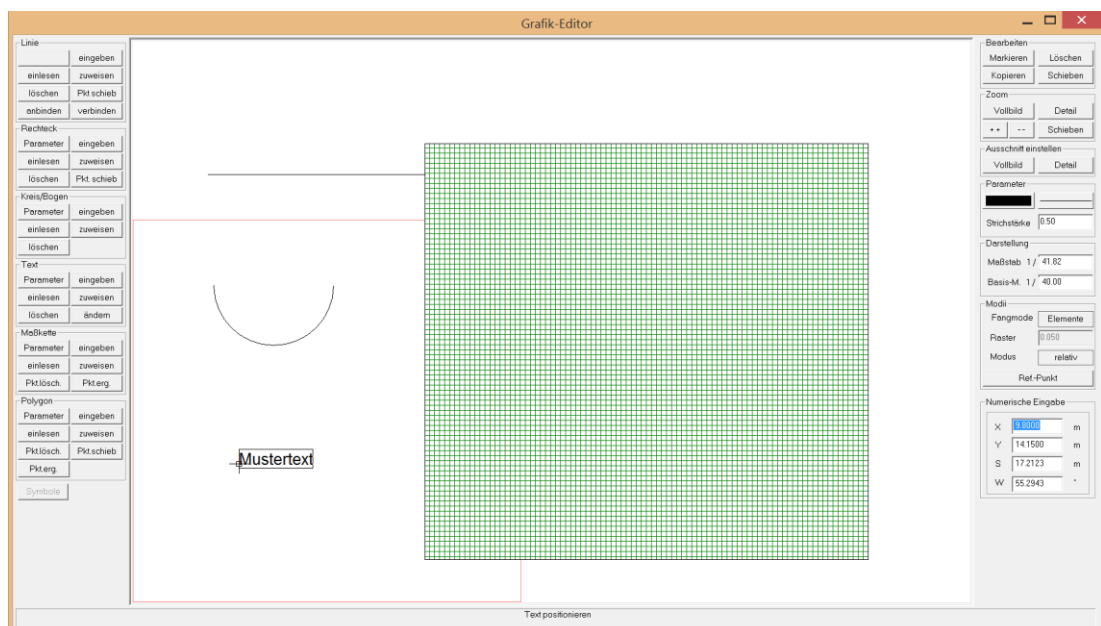 Grafik-Editor
Linie
eingeben
einlesen zuweisen
löschen Pkt schieb
anbinden verbinden
Rechteck
Parameter eingeben
einlesen zuweisen
löschen Pkt. schieb
Kreis/Bogen
Parameter eingeben
einlesen zuweisen
löschen
Text
Parameter eingeben
einlesen zuweisen
löschen ändern
Maßkette
Parameter eingeben
einlesen zuweisen
Pkt.lösch. Pkt.erg.
Polygon
Parameter eingeben
einlesen zuweisen
Pkt.lösch. Pkt.schieb
Pkt.erg.
Symbole
Mustertext
Bearbeiten
Markieren Löschen
Kopieren Schieben
Zoom
Vollbild Detail
++ -- Schieben
Ausschnitt einstellen
Vollbild Detail
Parameter
Strichstärke 0.50
Darstellung
Maßstab 1 / 41.82
Basis-M. 1 / 40.00
Modii
Fangmode Elemente
Raster 0.050
Modus relativ
Ref.-Punkt
Numerische Eingabe
X 9.8000 m
Y 14.1500 m
S 17.2123 m
W 55.2943 °
Text positionieren